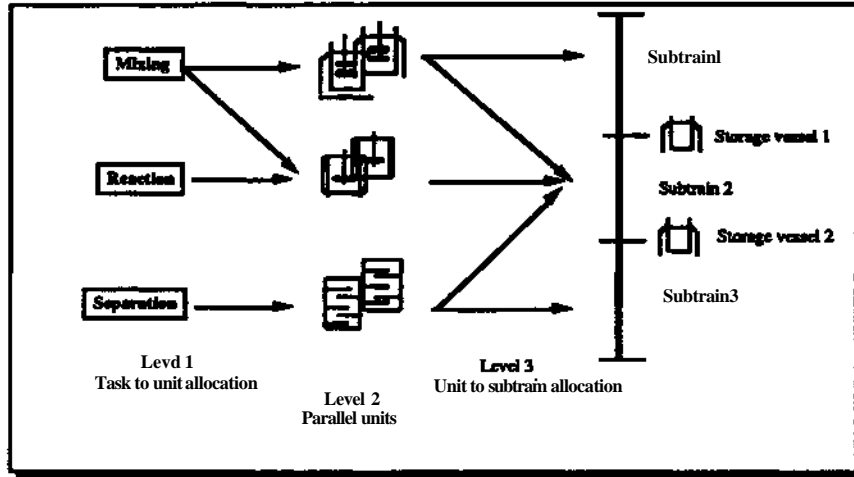 Mixing
Reaction
Separation
Subtrainl
Storage vessel 1
Subtrain 2
Storage vessel 2
Subtrain3
Levd 1
Task to unit allocation
Level 2
Parallel units
Level 3
Unit to subtrain allocation